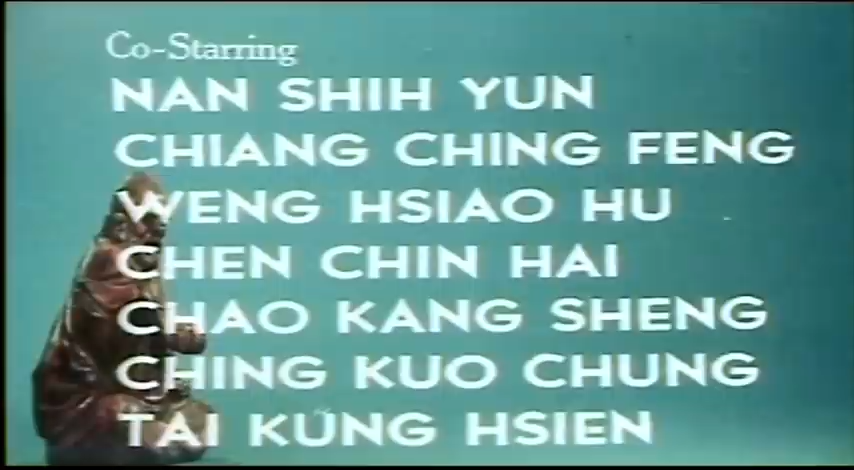 Co-Starring
NAN SHIH YUN
CHIANG CHING FENG
WENG HSIAO HU
CHEN CHIN HAI
CHAO KANG SHENG
CHING KUO CHUNG
TAI KUNG HSIEN